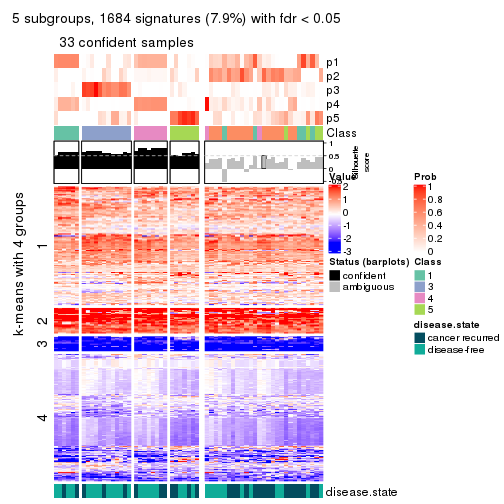 5 subgroups, 1684 signatures (7.9%) with fdr < 0.05
33 confident samples
p1
p2
p3
p4
p5
Class
1
0.5
0
-0.5
Silhouette
score
k-means with 4 groups
1
2
3
4
Value
2
1
0
-1
-2
-3
Prob
1
0.8
0.6
0.4
0.2
0
Status (barplots)
confident
ambiguous
Class
1
3
4
5
disease.state
cancer recurred
disease-free
disease.state